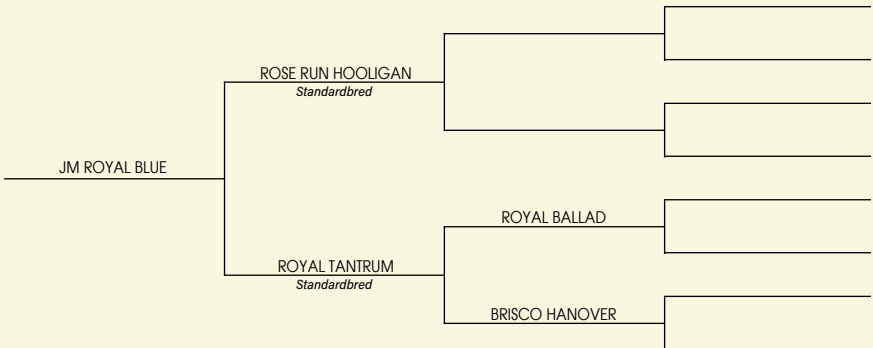 ROSE RUN HOOLIGAN
Standardbred
JM ROYAL BLUE
ROYAL BALLAD
ROYAL TANTRUM
Standardbred
BRISCO HANOVER